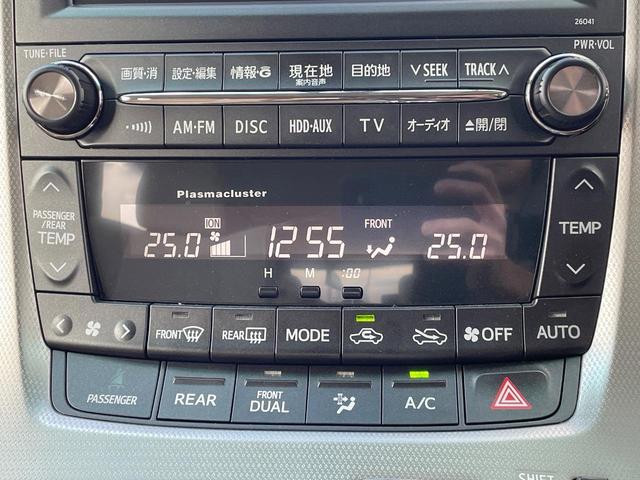 26041
TUNE·FILE
PWR·VOL
画質·消
設定·編集
情報·G
現在地
案内音声
目的地
∨SEEK
TRACK∧
AM·FM
DISC
HDD·AUX
TV
オーディオ
▲開/閉
Plasmacluster
PASSENGER
/REAR
TEMP
25.0
ION
12:55
FRONT
25.0
TEMP
H
M
:00
FRONT
REAR
MODE
OFF
AUTO
PASSENGER
REAR
FRONT
DUAL
A/C
SHIFT